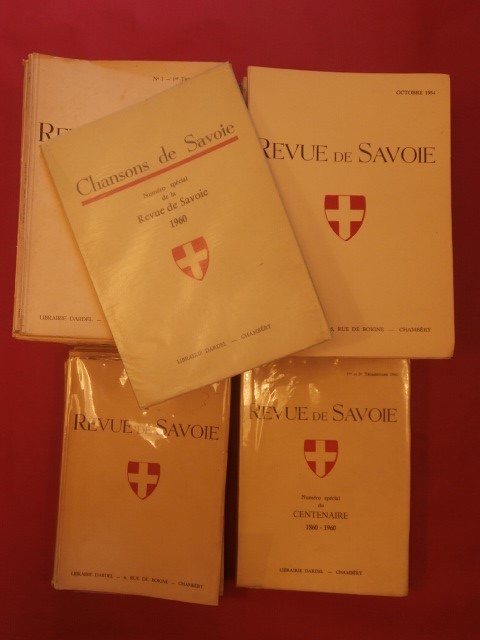 N° 1 — 1er
RE
LIBRAIRIE DARDEL —
Chansons de Savoie
Numéro spécial
de la
Revue de Savoie
1960
LIBRAIRIE DARDEL — CHAMBÉRY
OCTOBRE 1954
REVUE DE SAVOIE
RUE DE BOIGNE — CHAMBÉRY
REVUE DE SAVOIE
LIBRAIRIE DARDEL — 6, RUE DE BOIGNE — CHAMBÉRY
REVUE DE SAVOIE
Numéro spécial
du
CENTENAIRE
1860 - 1960
LIBRAIRIE DARDEL — CHAMBÉRY